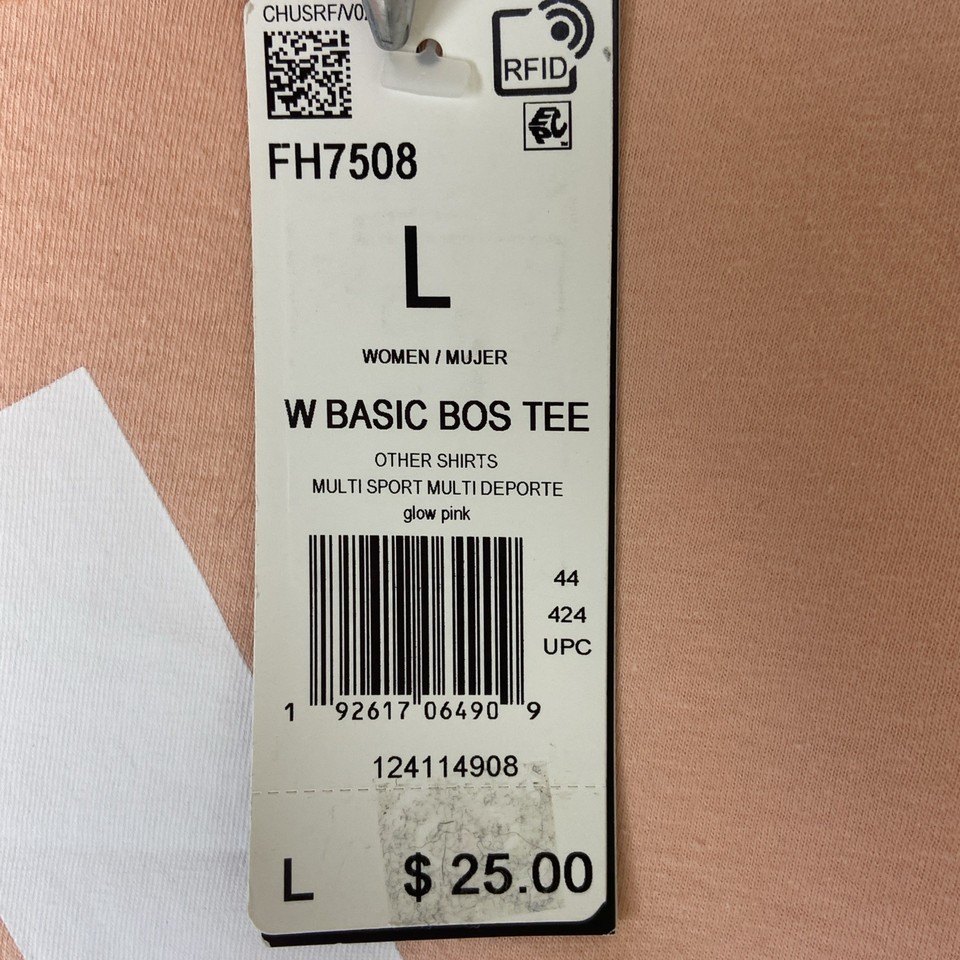 CHUSRF/V0
RFID
EPC
FH7508
L
WOMEN / MUJER
W BASIC BOS TEE
OTHER SHIRTS
MULTI SPORT MULTI DEPORTE
glow pink
44
424
UPC
1 92617 06490 9
124114908
L $ 25.00